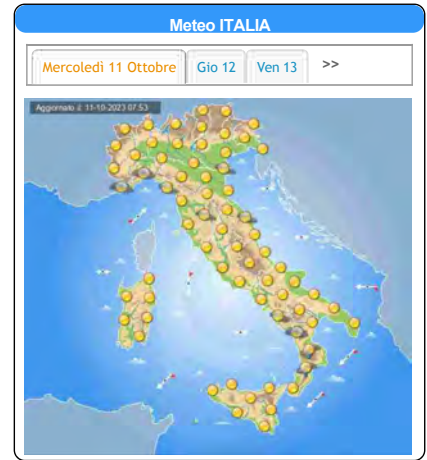 Meteo ITALIA
Mercoledì 11 Ottobre Gio 12 Ven 13 >>
Aggiornato il: 11-10-2023 07:53